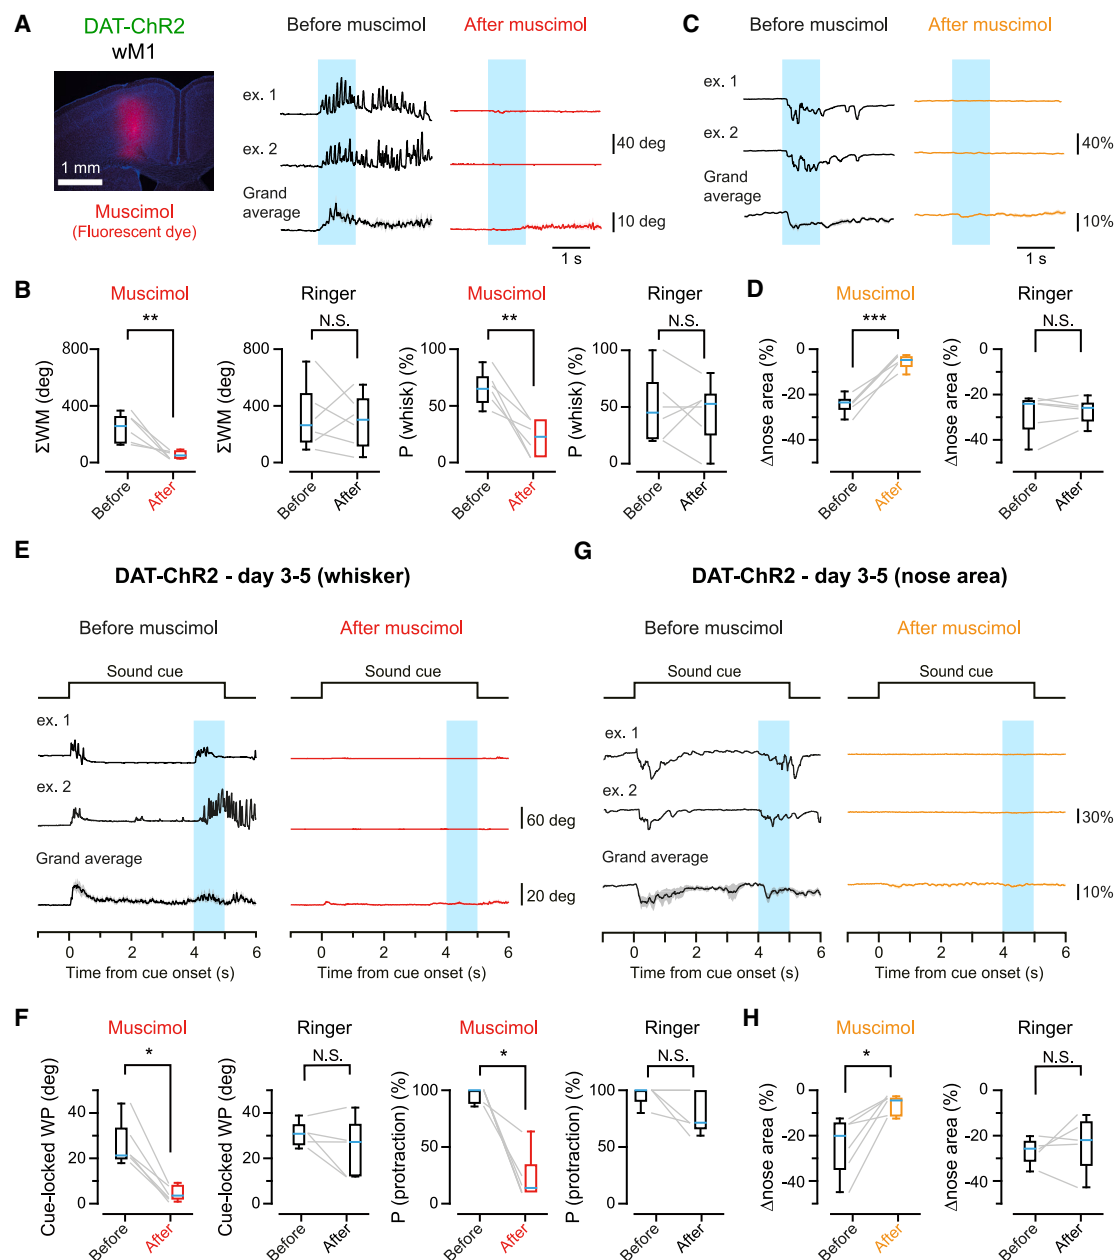 A
DAT-ChR2
wM1
1 mm
Muscimol
(Fluorescent dye)
Before muscimol
After muscimol
ex. 1
ex. 2
Grand
average
40 deg
10 deg
1 s
C
Before muscimol
After muscimol
ex. 1
ex. 2
Grand
average
40%
10%
1 s
B
Muscimol
**
ΣWM (deg)
800
400
0
Before
After
Ringer
N.S.
ΣWM (deg)
800
400
0
Before
After
Muscimol
**
P (whisk) (%)
100
50
0
Before
After
Ringer
N.S.
P (whisk) (%)
100
50
0
Before
After
D
Muscimol
***
Δnose area (%)
0
-20
-40
Before
After
Ringer
N.S.
Δnose area (%)
0
-20
-40
Before
After
E
DAT-ChR2 - day 3-5 (whisker)
Before muscimol
After muscimol
Sound cue
Sound cue
ex. 1
ex. 2
60 deg
Grand average
20 deg
0 2 4 6
Time from cue onset (s)
0 2 4 6
Time from cue onset (s)
G
DAT-ChR2 - day 3-5 (nose area)
Before muscimol
After muscimol
Sound cue
Sound cue
ex. 1
ex. 2
30%
Grand average
10%
0 2 4 6
Time from cue onset (s)
0 2 4 6
Time from cue onset (s)
F
Muscimol
*
Cue-locked WP (deg)
40
20
0
Before
After
Ringer
N.S.
Cue-locked WP (deg)
40
20
0
Before
After
Muscimol
*
P (protraction) (%)
100
50
0
Before
After
Ringer
N.S.
P (protraction) (%)
100
50
0
Before
After
H
Muscimol
*
Δnose area (%)
0
-20
-40
Before
After
Ringer
N.S.
Δnose area (%)
0
-20
-40
Before
After